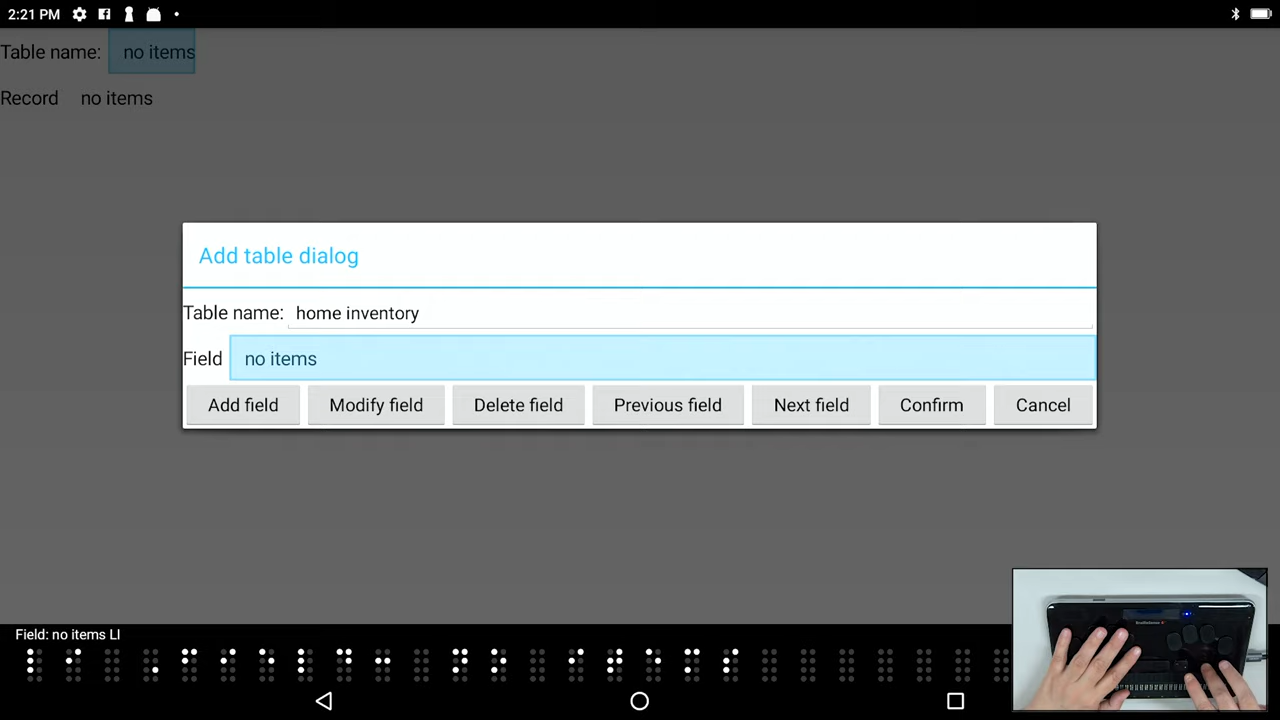 2:21 PM
Table name: no items
Record no items
Add table dialog
Table name: home inventory
Field no items
Add field Modify field Delete field Previous field Next field Confirm Cancel
Field: no items LI